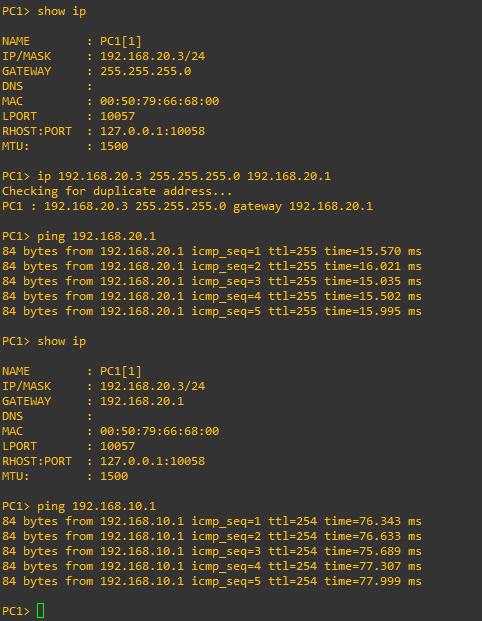 PC1> show ip
NAME        : PC1[1]
IP/MASK     : 192.168.20.3/24
GATEWAY     : 255.255.255.0
DNS         :
MAC         : 00:50:79:66:68:00
LPORT       : 10057
RHOST:PORT  : 127.0.0.1:10058
MTU:        : 1500
PC1> ip 192.168.20.3 255.255.255.0 192.168.20.1
Checking for duplicate address...
PC1 : 192.168.20.3 255.255.255.0 gateway 192.168.20.1
PC1> ping 192.168.20.1
84 bytes from 192.168.20.1 icmp_seq=1 ttl=255 time=15.570 ms
84 bytes from 192.168.20.1 icmp_seq=2 ttl=255 time=16.021 ms
84 bytes from 192.168.20.1 icmp_seq=3 ttl=255 time=15.035 ms
84 bytes from 192.168.20.1 icmp_seq=4 ttl=255 time=15.502 ms
84 bytes from 192.168.20.1 icmp_seq=5 ttl=255 time=15.995 ms
PC1> show ip
NAME        : PC1[1]
IP/MASK     : 192.168.20.3/24
GATEWAY     : 192.168.20.1
DNS         :
MAC         : 00:50:79:66:68:00
LPORT       : 10057
RHOST:PORT  : 127.0.0.1:10058
MTU:        : 1500
PC1> ping 192.168.10.1
84 bytes from 192.168.10.1 icmp_seq=1 ttl=254 time=76.343 ms
84 bytes from 192.168.10.1 icmp_seq=2 ttl=254 time=76.633 ms
84 bytes from 192.168.10.1 icmp_seq=3 ttl=254 time=75.689 ms
84 bytes from 192.168.10.1 icmp_seq=4 ttl=254 time=77.307 ms
84 bytes from 192.168.10.1 icmp_seq=5 ttl=254 time=77.999 ms
PC1>